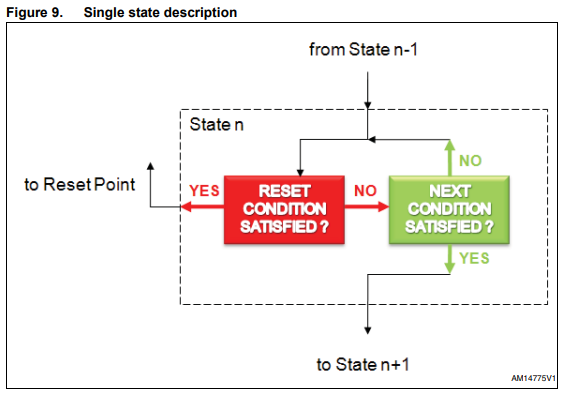 Figure 9. Single state description
from State n-1
State n
to Reset Point
YES
RESET
CONDITION
SATISFIED ?
NO
NEXT
CONDITION
SATISFIED ?
NO
YES
to State n+1
AM14775V1